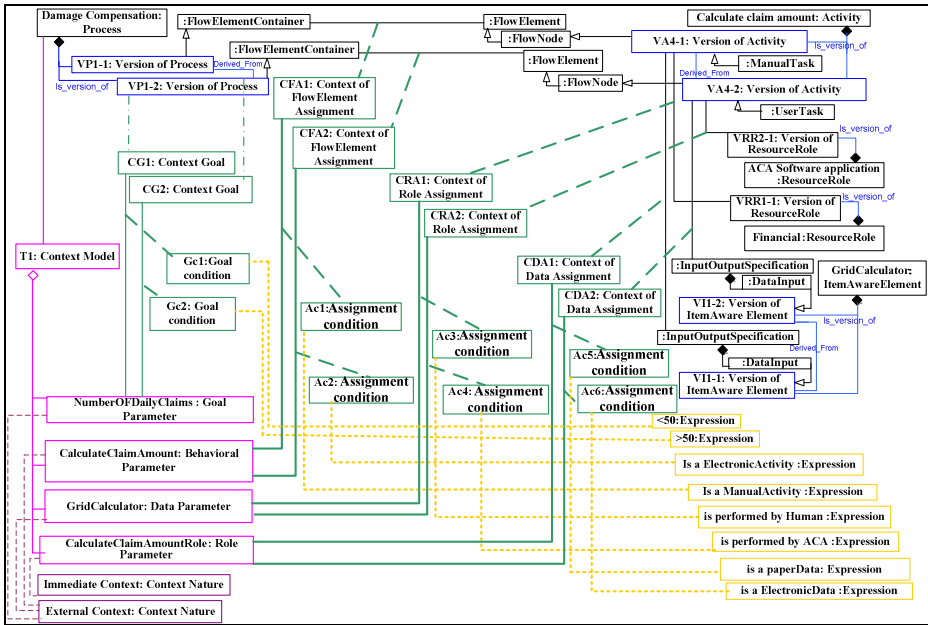 Damage Compensation:
Process
:FlowElementContainer
:FlowElement
Calculate claim amount: Activity
:FlowNode
VA4-1: Version of Activity
Is_version_of
:FlowElementContainer
:FlowElement
VP1-1: Version of Process
Derived_From
:ManualTask
Derived_From
Is_version_of
VP1-2: Version of Process
CFA1: Context of
FlowElement
Assignment
:FlowNode
VA4-2: Version of Activity
:UserTask
Is_version_of
CFA2: Context of
FlowElement
Assignment
VRR2-1: Version of
ResourceRole
CG1: Context Goal
ACA Software application
:ResourceRole
CG2: Context Goal
CRA1: Context of
Role Assignment
VRR1-1: Version of
ResourceRole
Is_version_of
CRA2: Context of
Role Assignment
Financial:ResourceRole
T1: Context Model
Gc1:Goal
condition
CDA1: Context of
Data Assignment
:InputOutputSpecification
GridCalculator:
ItemAwareElement
:DataInput
CDA2: Context of
Data Assignment
Gc2: Goal
condition
Ac1:Assignment
condition
VI1-2: Version of
ItemAware Element
Is_version_of
Ac3:Assignment
condition
:InputOutputSpecification
Derived_From
Ac5:Assignment
condition
:DataInput
Ac2: Assignment
condition
Ac4: Assignment
condition
Ac6: Assignment
condition
VI1-1: Version of
ItemAware Element
NumberOFDailyClaims : Goal
Parameter
<50:Expression
>50:Expression
CalculateClaimAmount: Behavioral
Parameter
Is a ElectronicActivity :Expression
GridCalculator: Data Parameter
Is a ManualActivity :Expression
is performed by Human :Expression
CalculateClaimAmountRole: Role
Parameter
is performed by ACA :Expression
is a paperData: Expression
Immediate Context: Context Nature
is a ElectronicData :Expression
External Context: Context Nature